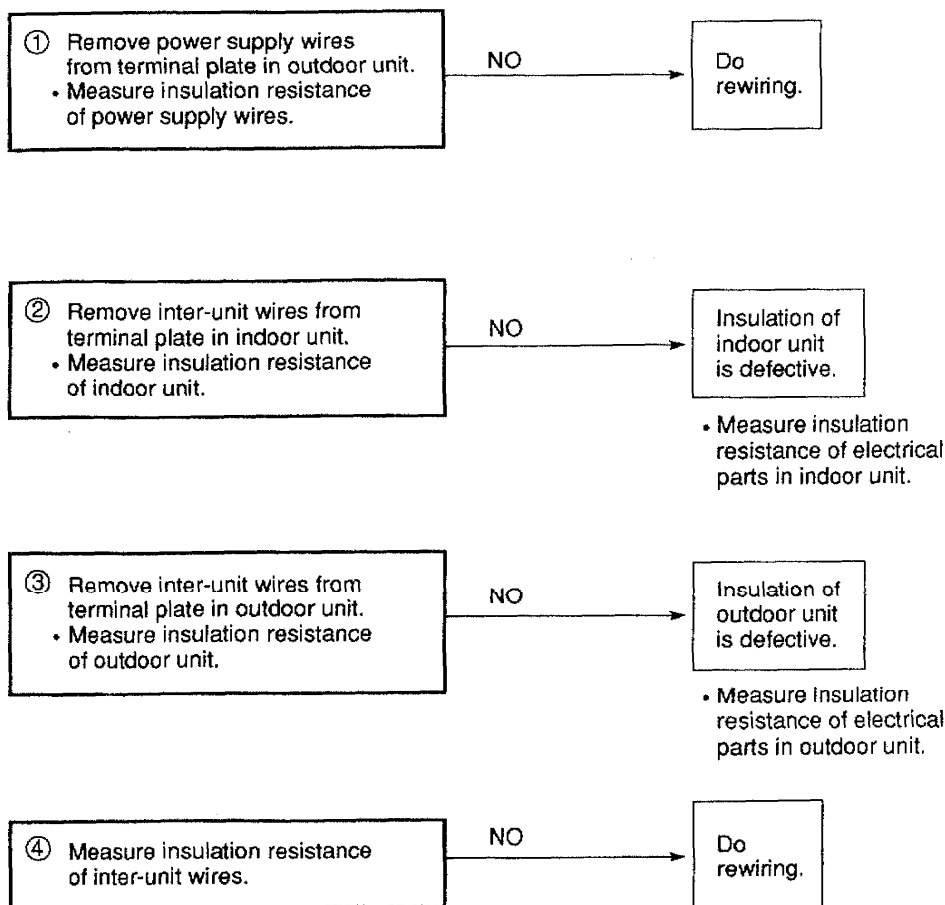 ① Remove power supply wires
from terminal plate in outdoor unit.
• Measure insulation resistance
of power supply wires.
NO
Do
rewiring.
② Remove inter-unit wires from
terminal plate in indoor unit.
• Measure insulation resistance
of indoor unit.
NO
Insulation of
indoor unit
is defective.
• Measure insulation
resistance of electrical
parts in indoor unit.
③ Remove inter-unit wires from
terminal plate in outdoor unit.
• Measure insulation resistance
of outdoor unit.
NO
Insulation of
outdoor unit
is defective.
• Measure insulation
resistance of electrical
parts in outdoor unit.
④ Measure insulation resistance
of inter-unit wires.
NO
Do
rewiring.